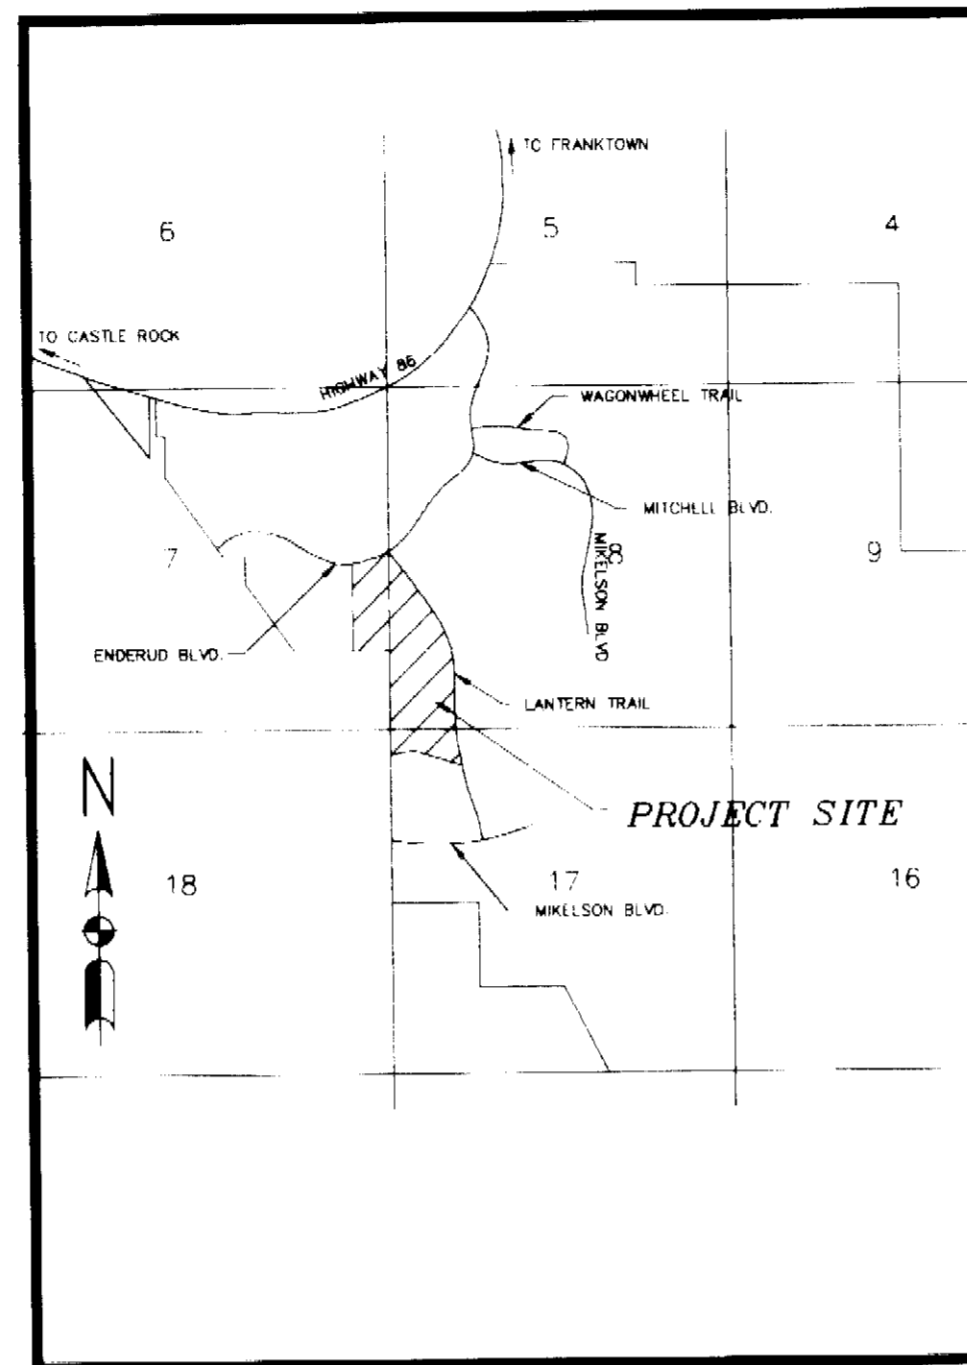 TO FRANKTOWN
6
5
4
TO CASTLE ROCK
HIGHWAY 86
WAGONWHEEL TRAIL
MITCHELL BLVD.
7
8
9
MIKELSON BLVD
ENDERUD BLVD.
LANTERN TRAIL
N
PROJECT SITE
18
17
16
MIKELSON BLVD.